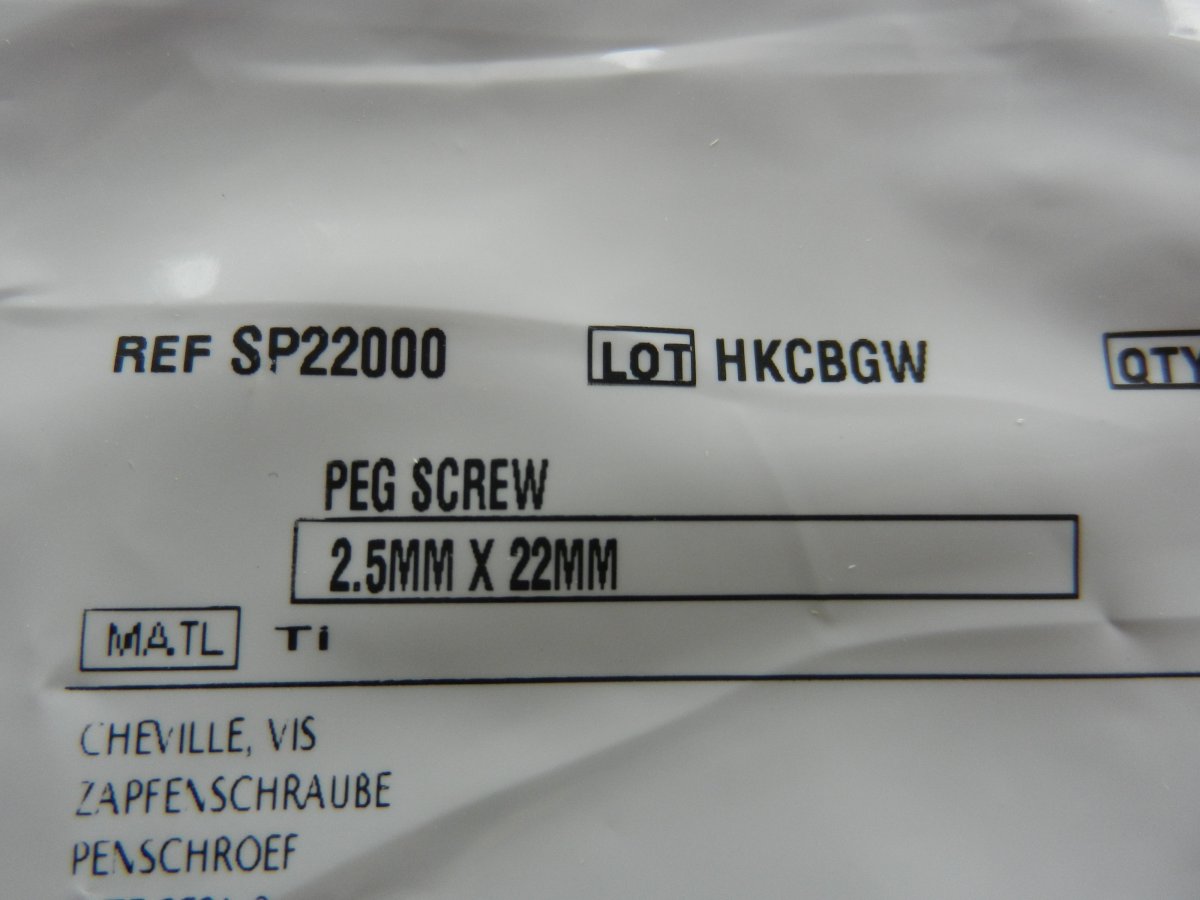 REF SP22000 LOT HKCBGW QTY
PEG SCREW
2.5MM X 22MM
MATL Ti
CHEVILLE, VIS
ZAPFENSCHRAUBE
PENSCHROEF